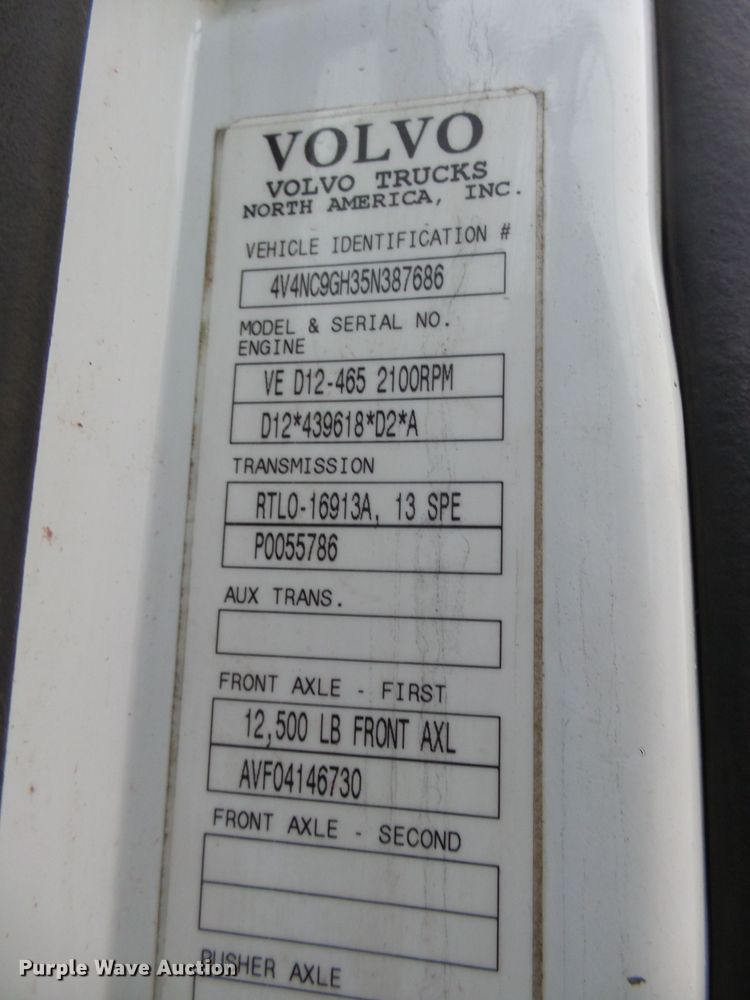 VOLVO
VOLVO TRUCKS
NORTH AMERICA, INC.
VEHICLE IDENTIFICATION #
4V4NC9GH35N387686
MODEL & SERIAL NO.
ENGINE
VE D12-465 2100RPM
D12*439618*D2*A
TRANSMISSION
RTLO-16913A, 13 SPE
P0055786
AUX TRANS.
FRONT AXLE - FIRST
12,500 LB FRONT AXL
AVF04146730
FRONT AXLE - SECOND
PUSHER AXLE
Purple Wave Auction